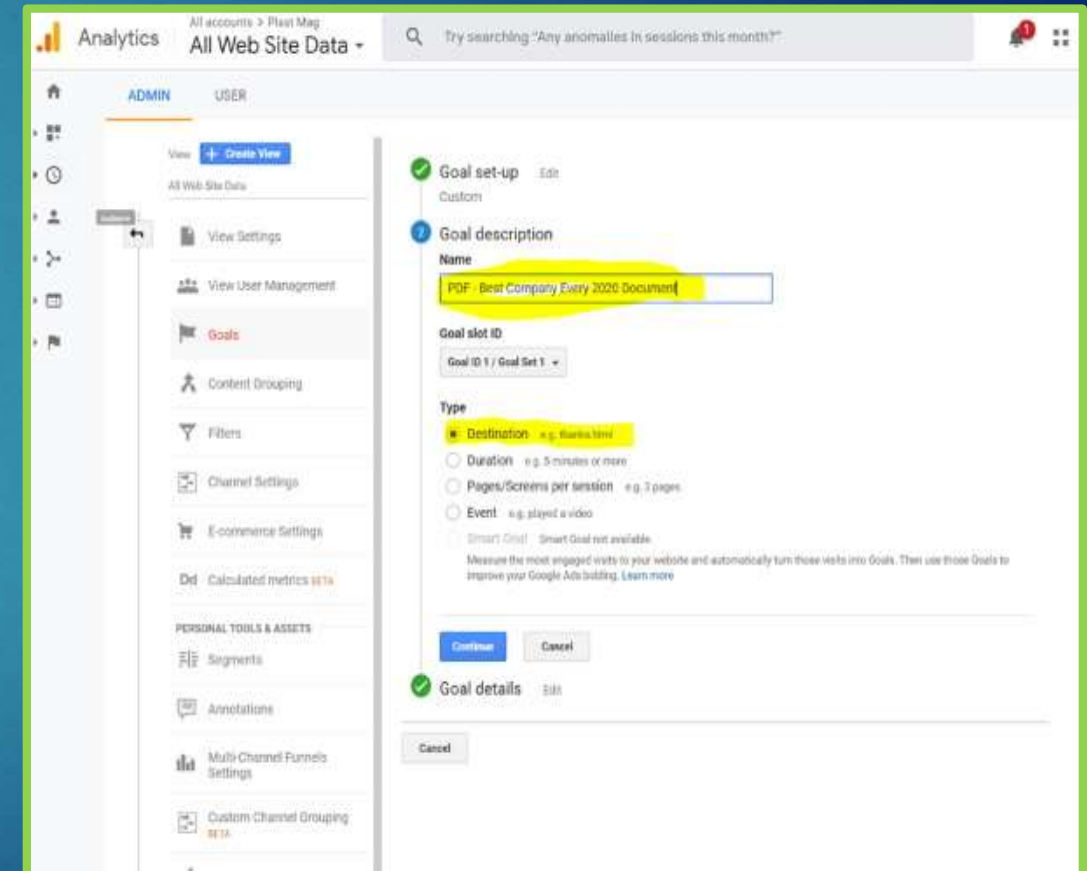 All accounts > Plast Mag
Analytics
All Web Site Data
Try searching "Any anomalies in sessions this month?"
1
ADMIN
USER
View
+ Create View
All Web Site Data
View Settings
View User Management
Goals
Content Grouping
Filters
Channel Settings
E-commerce Settings
Dd Calculated metrics BETA
PERSONAL TOOLS & ASSETS
Segments
Annotations
Multi-Channel Funnels
Settings
Custom Channel Grouping
BETA
Goal set-up Edit
Custom
2 Goal description
Name
PDF - Best Company Every 2020 Document
Goal slot ID
Goal ID 1 / Goal Set 1
Type
Destination e.g. thanks.html
Duration e.g. 5 minutes or more
Pages/Screens per session e.g. 3 pages
Event e.g. played a video
Smart Goal Smart Goal not available.
Measure the most engaged visits to your website and automatically turn those visits into Goals. Then use those Goals to
improve your Google Ads bidding. Learn more
Continue
Cancel
Goal details Edit
Cancel